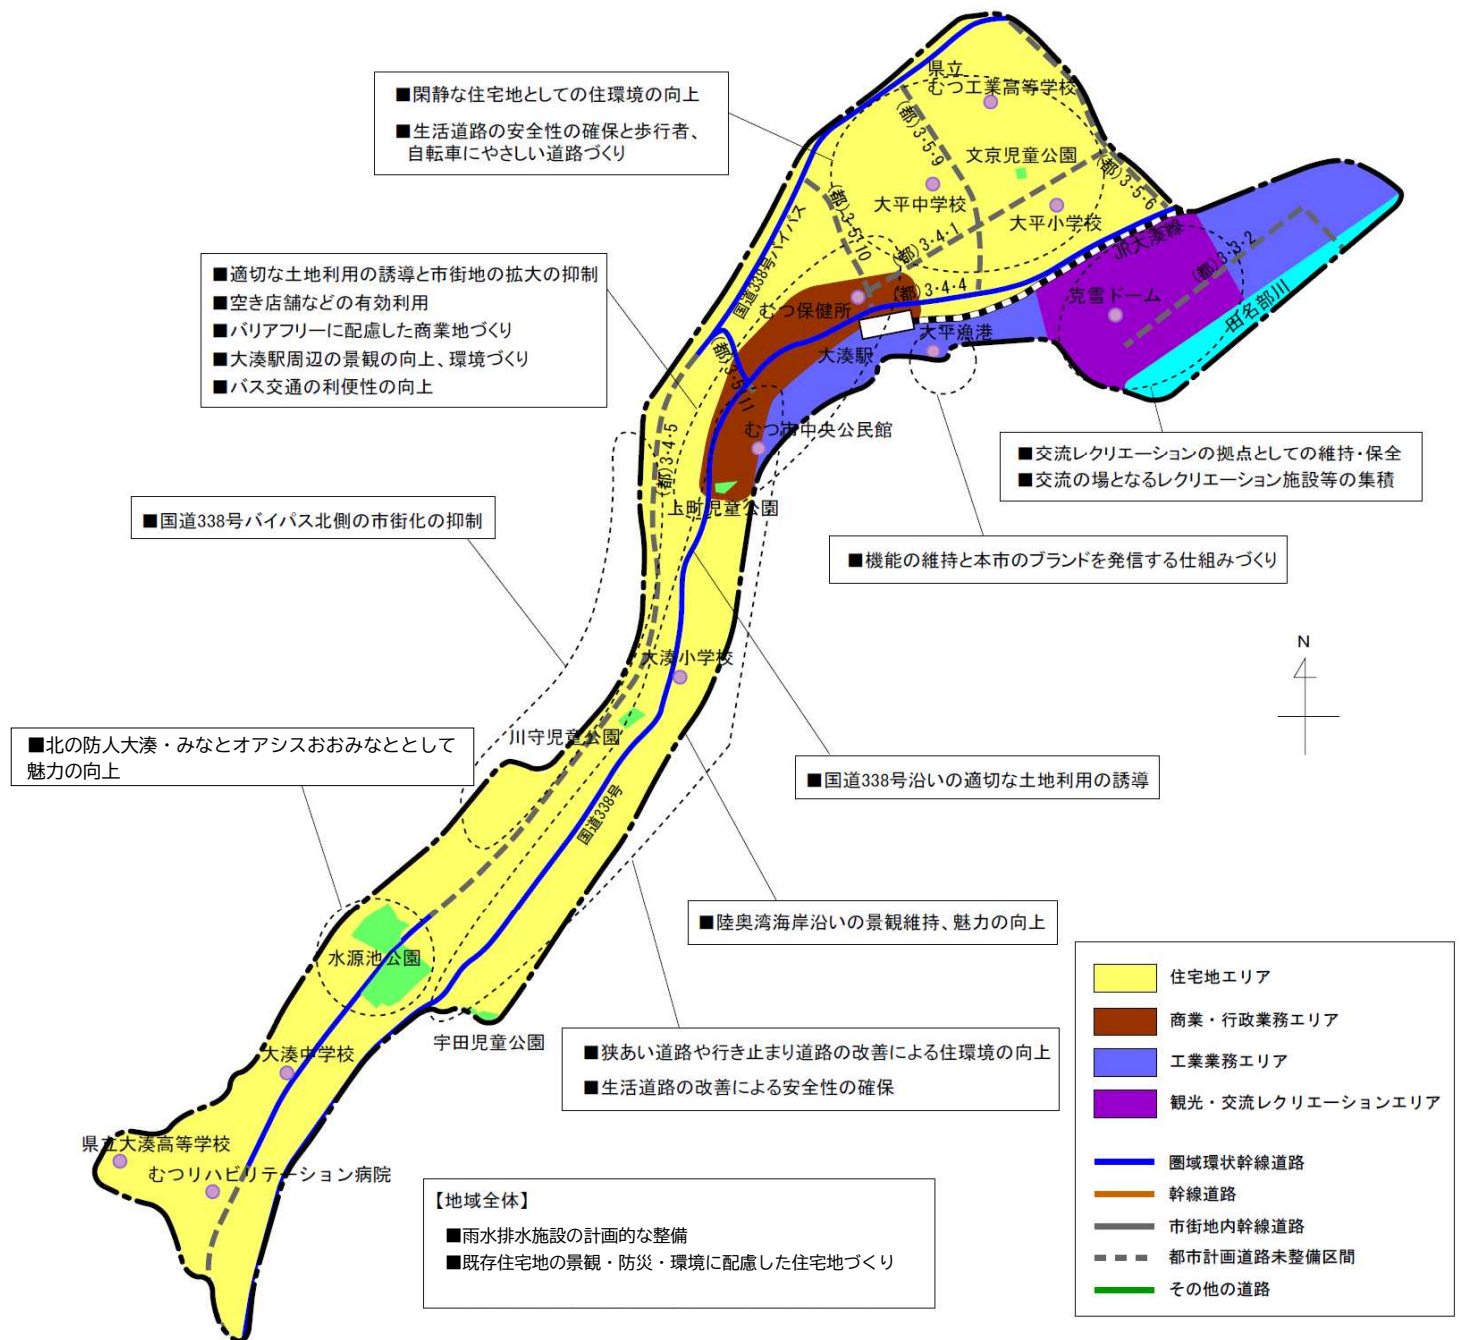 ■閑静な住宅地としての住環境の向上
■生活道路の安全性の確保と歩行者、
自転車にやさしい道路づくり
県立
むつ工業高等学校
(都)3・5・9
文京児童公園
(都)3・5・6
大平中学校
大平小学校
(都)3・5・10
(都)3・4・1
国道338号バイパス
JR大湊線
(都)3・3・2
田名部川
克雪ドーム
(都)3・4・4
むつ保健所
大平漁港
大湊駅
■適切な土地利用の誘導と市街地の拡大の抑制
■空き店舗などの有効利用
■バリアフリーに配慮した商業地づくり
■大湊駅周辺の景観の向上、環境づくり
■バス交通の利便性の向上
(都)3・5・11
むつ市中央公民館
(都)3・4・5
上町児童公園
■交流レクリエーションの拠点としての維持・保全
■交流の場となるレクリエーション施設等の集積
■国道338号バイパス北側の市街化の抑制
■機能の維持と本市のブランドを発信する仕組みづくり
大湊小学校
N
川守児童公園
■北の防人大湊・みなとオアシスおおみなととして
魅力の向上
■国道338号沿いの適切な土地利用の誘導
国道338号
■陸奥湾海岸沿いの景観維持、魅力の向上
水源池公園
宇田児童公園
■狭あい道路や行き止まり道路の改善による住環境の向上
■生活道路の改善による安全性の確保
大湊中学校
県立大湊高等学校
むつリハビリテーション病院
【地域全体】
■雨水排水施設の計画的な整備
■既存住宅地の景観・防災・環境に配慮した住宅地づくり
住宅地エリア
商業・行政業務エリア
工業業務エリア
観光・交流レクリエーションエリア
圏域環状幹線道路
幹線道路
市街地内幹線道路
都市計画道路未整備区間
その他の道路